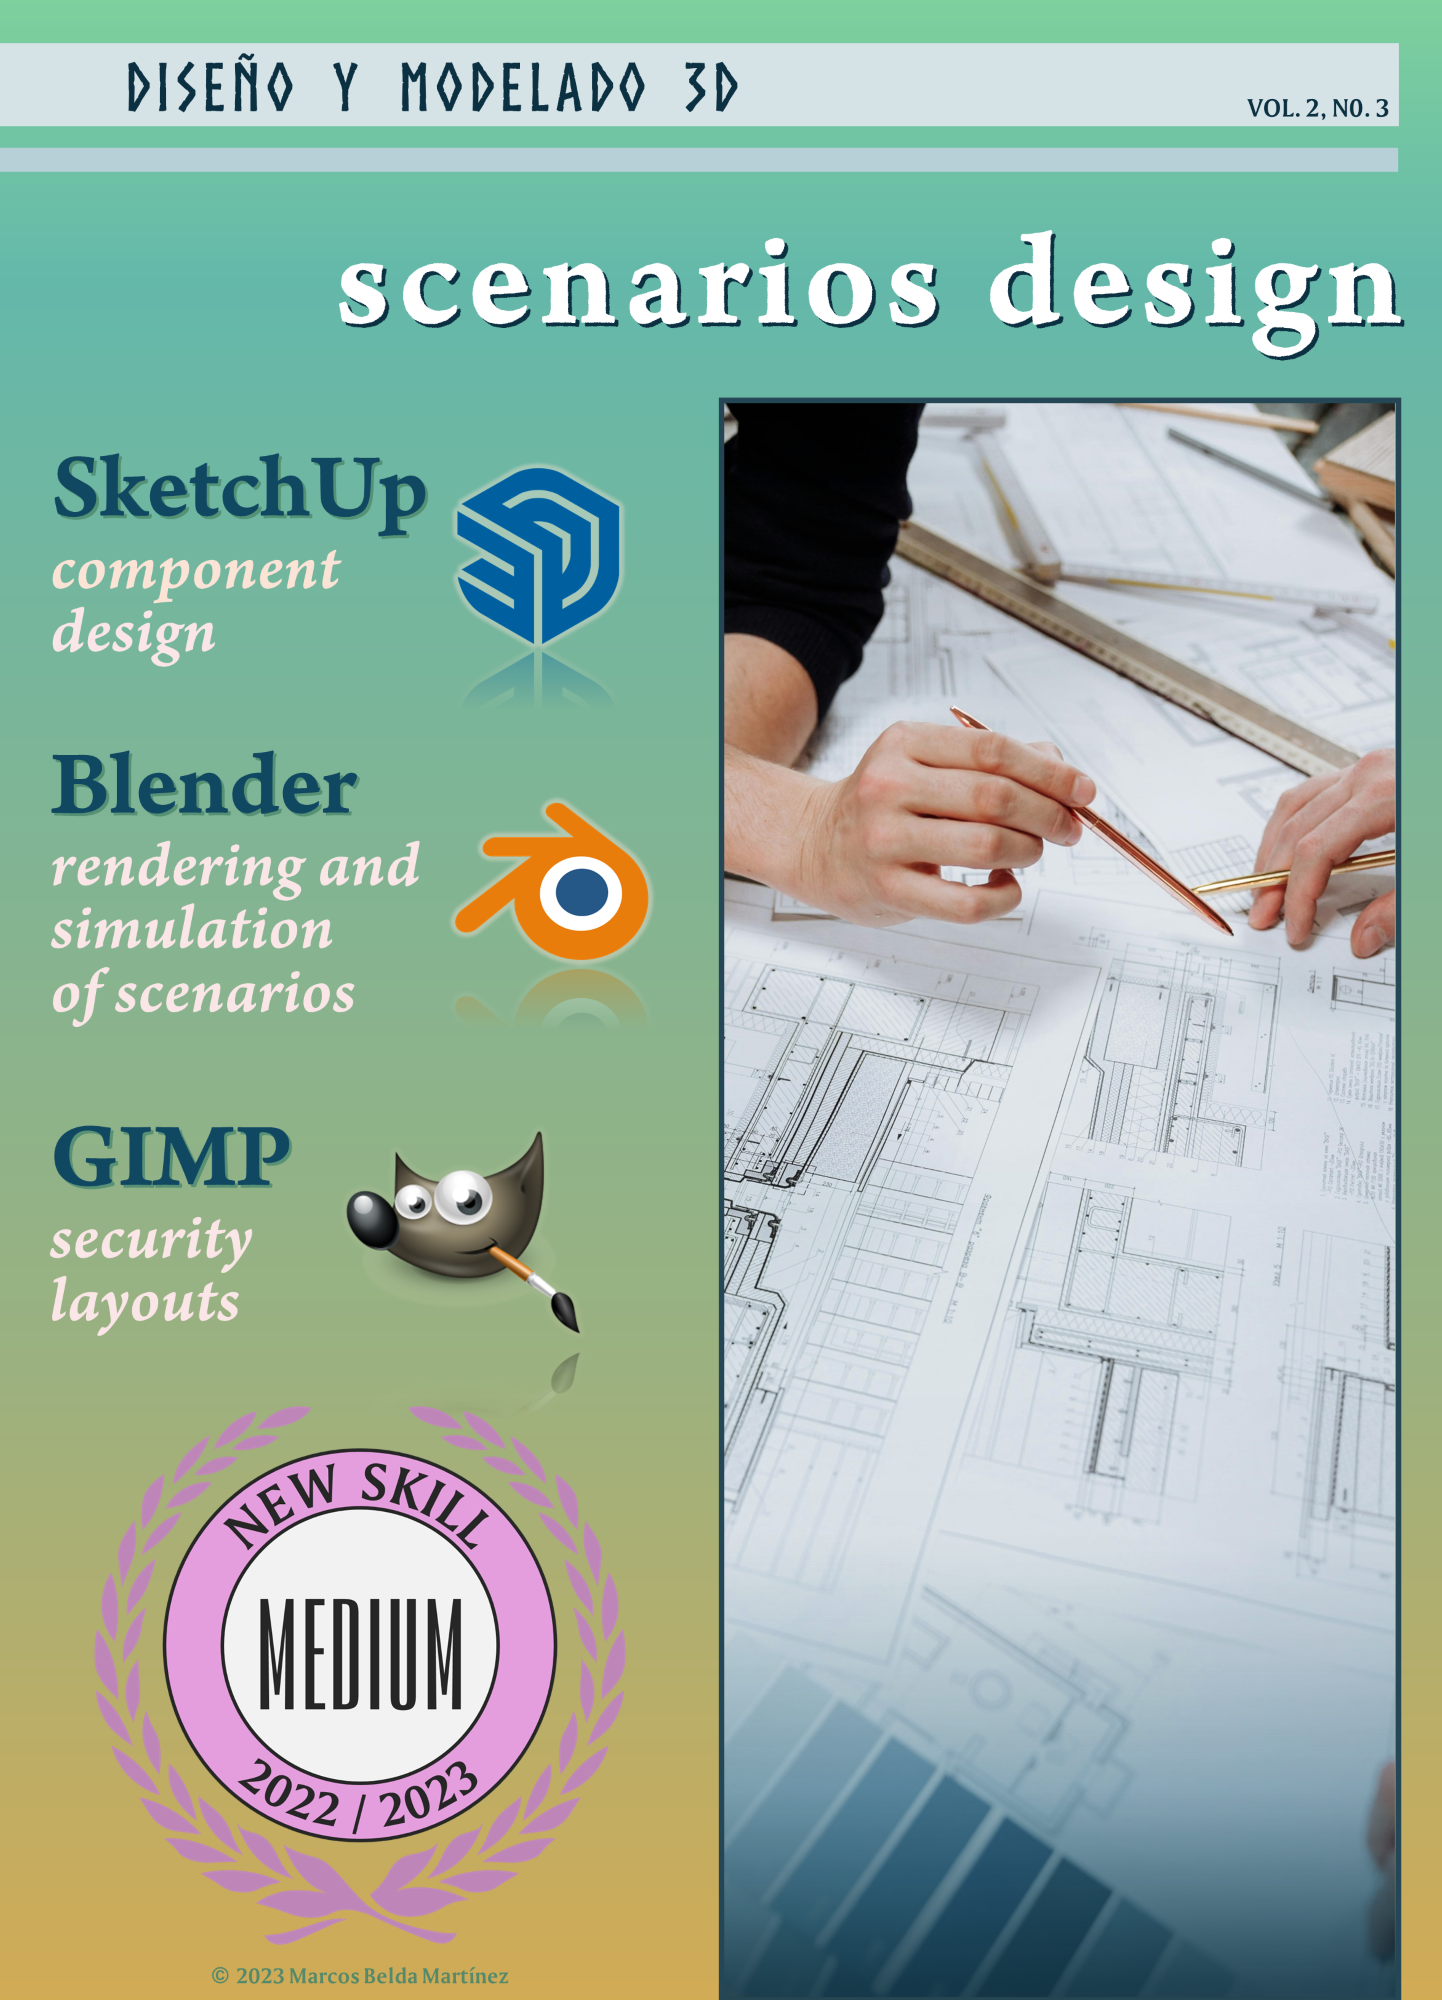 DISEÑO Y MODELADO 3D
VOL. 2, NO. 3
scenarios design
SketchUp
component
design
Blender
rendering and
simulation
of scenarios
GIMP
security
layouts
NEW SKILL
MEDIUM
2022 / 2023
© 2023 Marcos Belda Martínez